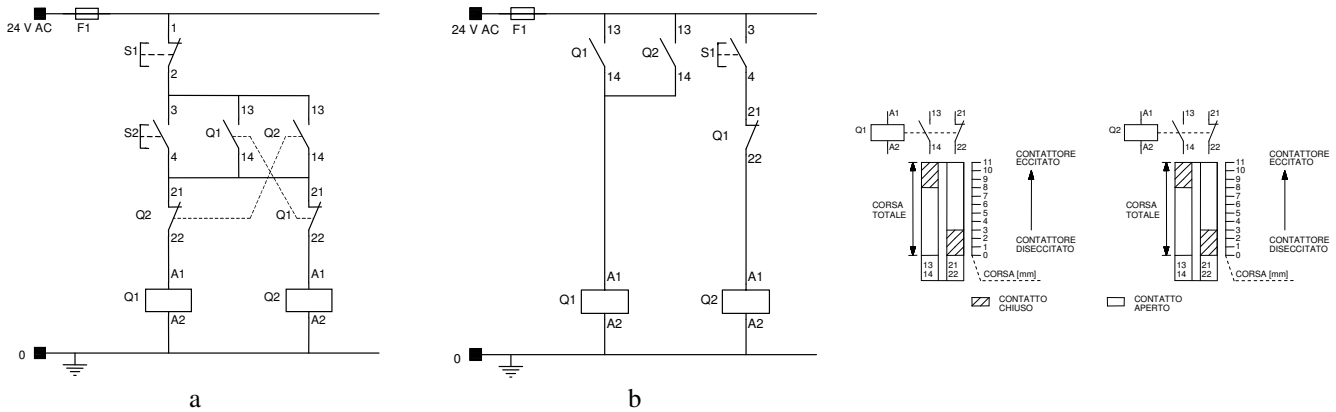 24 V AC
F1
1
S1
2
3
13
13
S2
Q1
Q2
4
14
14
21
21
Q2
Q1
22
22
A1
A1
Q1
Q2
A2
A2
0
a
24 V AC
F1
13
13
3
Q1
Q2
S1
14
14
4
21
Q1
22
A1
A1
Q1
Q2
A2
A2
0
b
A1
13
21
Q1
A2
14
22
CORSA
TOTALE
11
10
9
8
7
6
5
4
3
2
1
0
CONTATTORE
ECCITATO
CONTATTORE
DISECCITATO
13
14
21
22
CORSA [mm]
A1
13
21
Q2
A2
14
22
CORSA
TOTALE
11
10
9
8
7
6
5
4
3
2
1
0
CONTATTORE
ECCITATO
CONTATTORE
DISECCITATO
13
14
21
22
CORSA [mm]
CONTATTO
CHIUSO
CONTATTO
APERTO